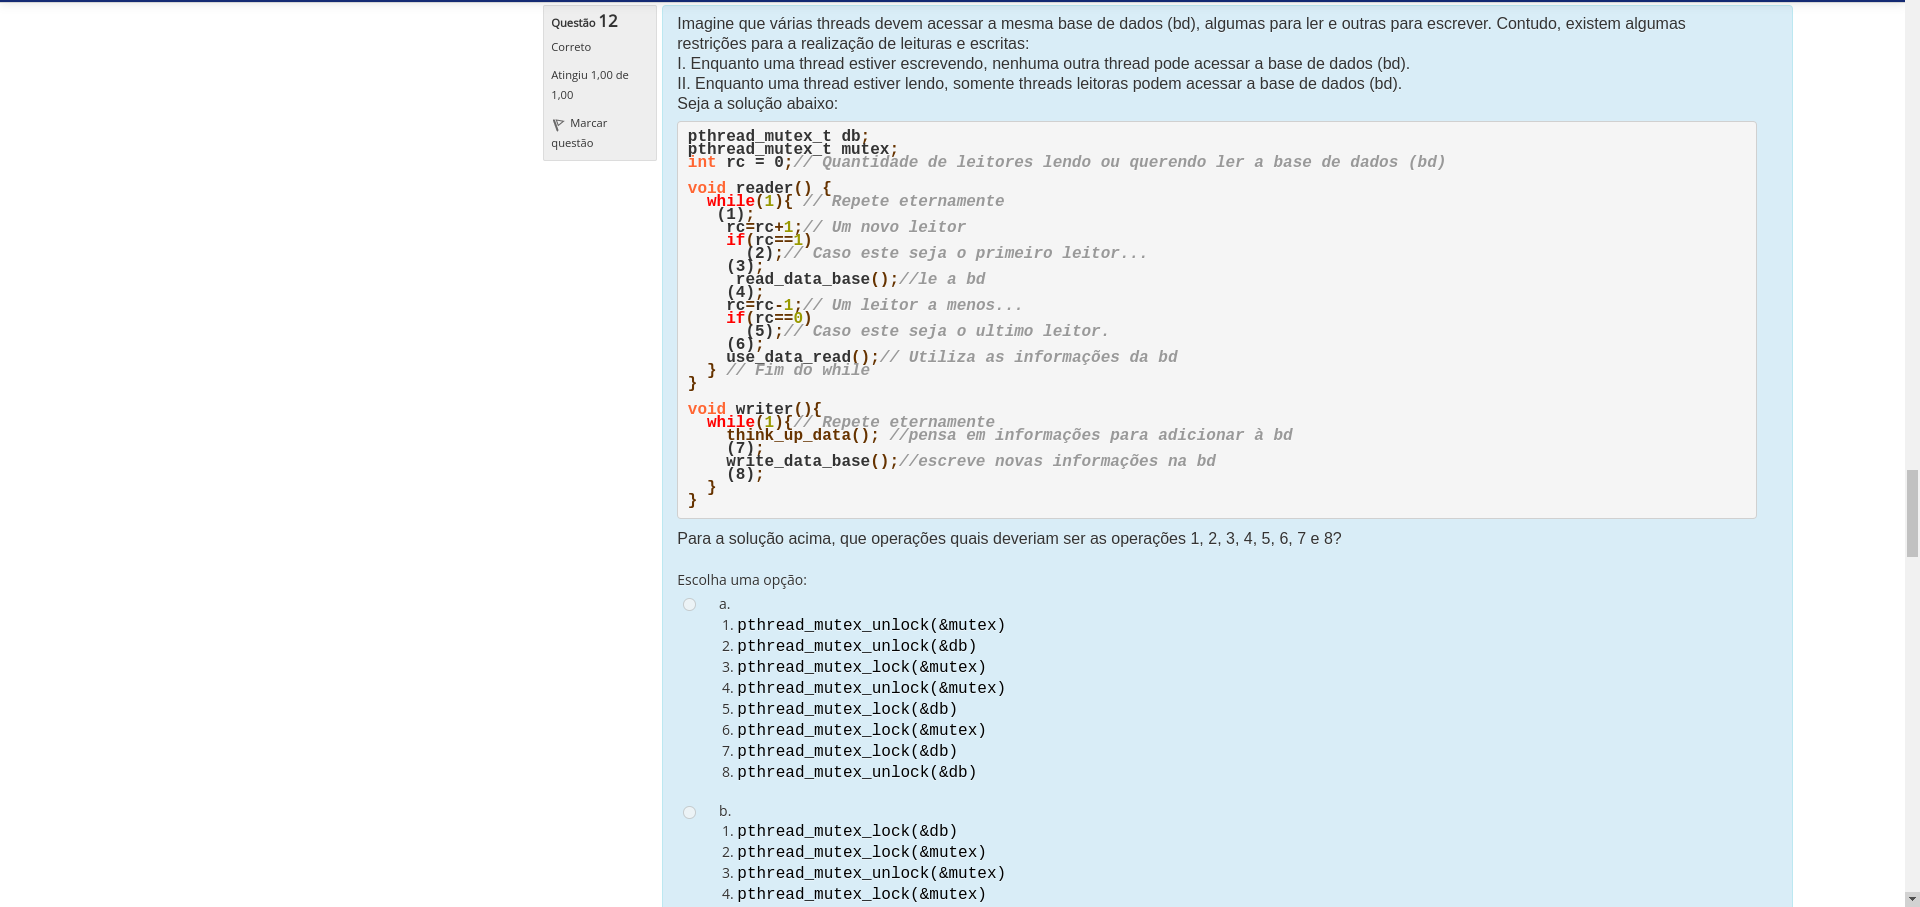 Questão 12
Correto
Atingiu 1,00 de
1,00
Marcar
questão
Imagine que várias threads devem acessar a mesma base de dados (bd), algumas para ler e outras para escrever. Contudo, existem algumas
restrições para a realização de leituras e escritas:
I. Enquanto uma thread estiver escrevendo, nenhuma outra thread pode acessar a base de dados (bd).
II. Enquanto uma thread estiver lendo, somente threads leitoras podem acessar a base de dados (bd).
Seja a solução abaixo:
pthread_mutex_t db;
pthread_mutex_t mutex;
int rc = 0;// Quantidade de leitores lendo ou querendo ler a base de dados (bd)
void reader() {
  while(1){ // Repete eternamente
   (1);
    rc=rc+1;// Um novo leitor
    if(rc==1)
      (2);// Caso este seja o primeiro leitor...
    (3);
     read_data_base();//le a bd
    (4);
    rc=rc-1;// Um leitor a menos...
    if(rc==0)
      (5);// Caso este seja o ultimo leitor.
    (6);
    use_data_read();// Utiliza as informações da bd
  } // Fim do while
}
void writer(){
  while(1){// Repete eternamente
    think_up_data(); //pensa em informações para adicionar à bd
    (7);
    write_data_base();//escreve novas informações na bd
    (8);
  }
}
Para a solução acima, que operações quais deveriam ser as operações 1, 2, 3, 4, 5, 6, 7 e 8?
Escolha uma opção:
a.
1. pthread_mutex_unlock(&mutex)
2. pthread_mutex_unlock(&db)
3. pthread_mutex_lock(&mutex)
4. pthread_mutex_unlock(&mutex)
5. pthread_mutex_lock(&db)
6. pthread_mutex_lock(&mutex)
7. pthread_mutex_lock(&db)
8. pthread_mutex_unlock(&db)
b.
1. pthread_mutex_lock(&db)
2. pthread_mutex_lock(&mutex)
3. pthread_mutex_unlock(&mutex)
4. pthread_mutex_lock(&mutex)